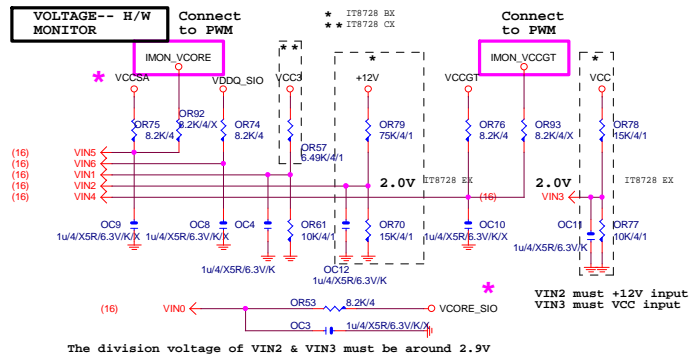 VOLTAGE-- H/W
MONITOR
Connect
to PWM
* IT8728 BX
** IT8728 CX
Connect
to PWM
IMON_VCORE
IMON_VCCGT
* VCCSA
VDDQ_SIO
**
VCC3
*
+12V
VCCGT
*
VCC
OR75
8.2K/4
OR92
8.2K/4/X
OR74
8.2K/4
OR57
6.49K/4/1
OR79
75K/4/1
OR76
8.2K/4
OR93
8.2K/4/X
OR78
15K/4/1
(16) VIN5
(16) VIN6
(16) VIN1
(16) VIN2
(16) VIN4
2.0V
IT8728 EX
(16)
2.0V
VIN3
IT8728 EX
OC9
1u/4/X5R/6.3V/K/X
OC8
1u/4/X5R/6.3V/K/X
OC4
1u/4/X5R/6.3V/K
OR61
10K/4/1
OC12
1u/4/X5R/6.3V/K
OR70
15K/4/1
OC10
1u/4/X5R/6.3V/K/X
OC11
1u/4/X5R/6.3V/K
OR77
10K/4/1
*
(16) VIN0
OR53 8.2K/4
VCORE_SIO
OC3 1u/4/X5R/6.3V/K/X
VIN2 must +12V input
VIN3 must VCC input
The division voltage of VIN2 & VIN3 must be around 2.9V